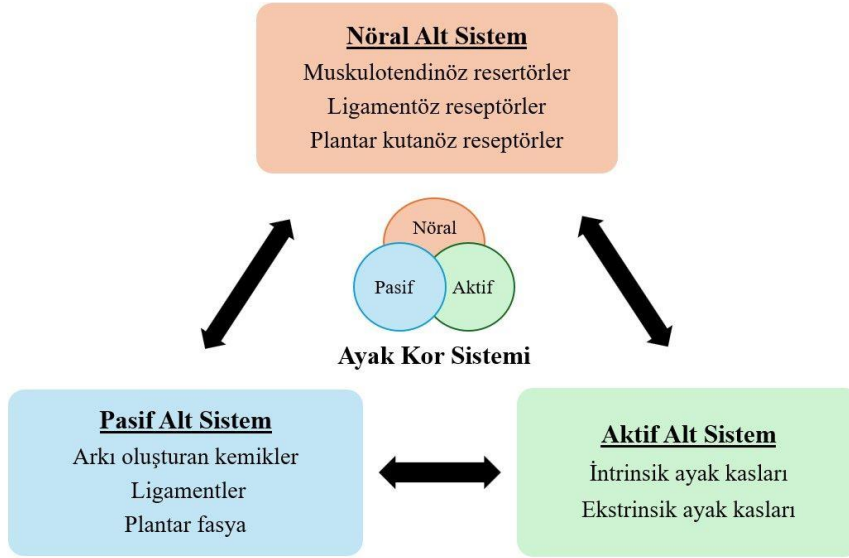 Nöral Alt Sistem
Muskulotendinöz resertörler
Ligamentöz reseptörler
Plantar kutanöz reseptörler
Nöral
Pasif
Aktif
Ayak Kor Sistemi
Pasif Alt Sistem
Arkı oluşturan kemikler
Ligamentler
Plantar fasya
Aktif Alt Sistem
İntrinsik ayak kasları
Ekstrinsik ayak kasları